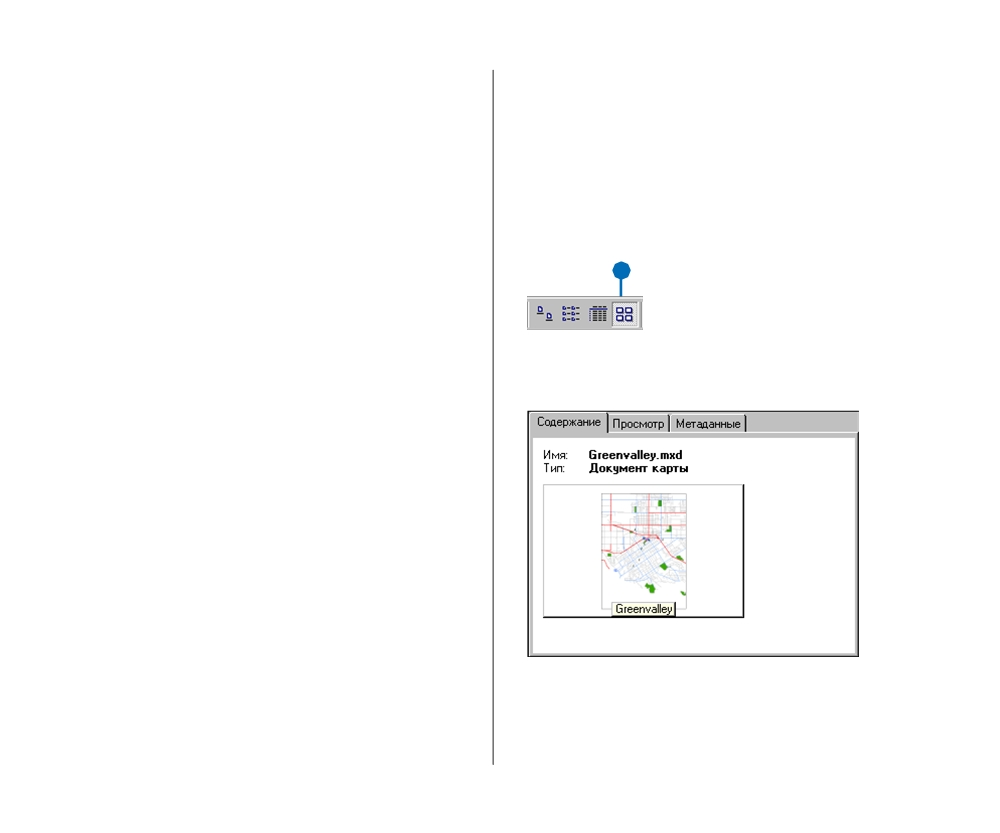 Содержание Просмотр Метаданные
Имя: Greenvalley.mxd
Тип: Документ карты
Greenvalley